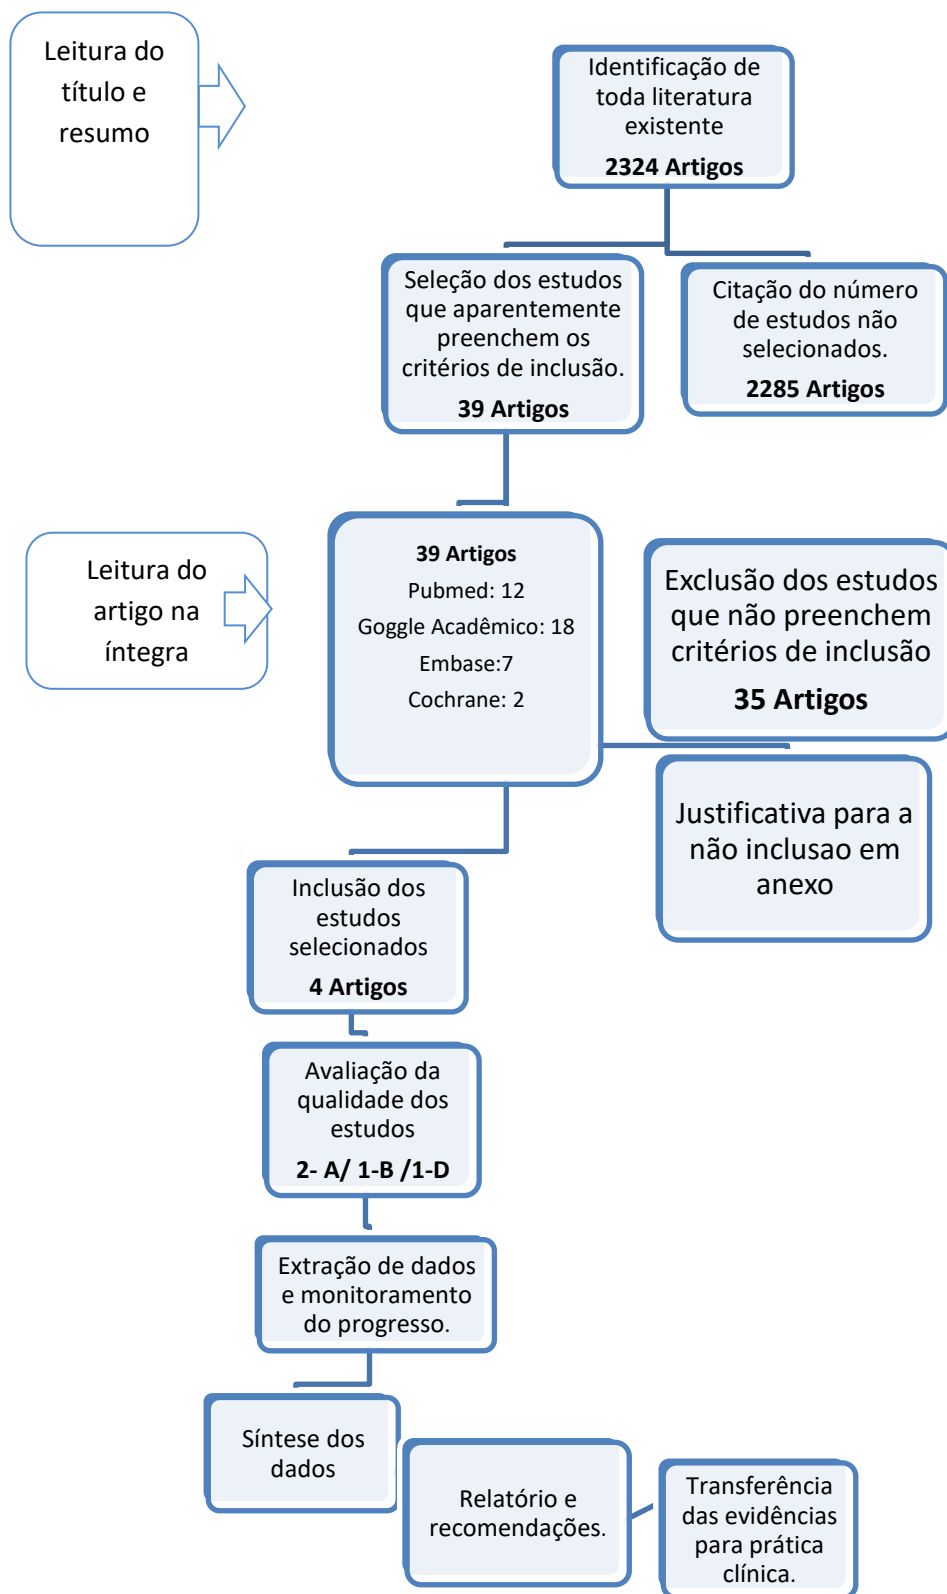 Leitura do
título e
resumo
Identificação de
toda literatura
existente
2324 Artigos
Seleção dos estudos
que aparentemente
preenchem os
critérios de inclusão.
39 Artigos
Citação do número
de estudos não
selecionados.
2285 Artigos
Leitura do
artigo na
íntegra
39 Artigos
Pubmed: 12
Goggle Acadêmico: 18
Embase:7
Cochrane: 2
Exclusão dos estudos
que não preenchem
critérios de inclusão
35 Artigos
Justificativa para a
não inclusao em
anexo
Inclusão dos
estudos
selecionados
4 Artigos
Avaliação da
qualidade dos
estudos
2- A/ 1-B /1-D
Extração de dados
e monitoramento
do progresso.
Síntese dos
dados
Relatório e
recomendações.
Transferência
das evidências
para prática
clínica.